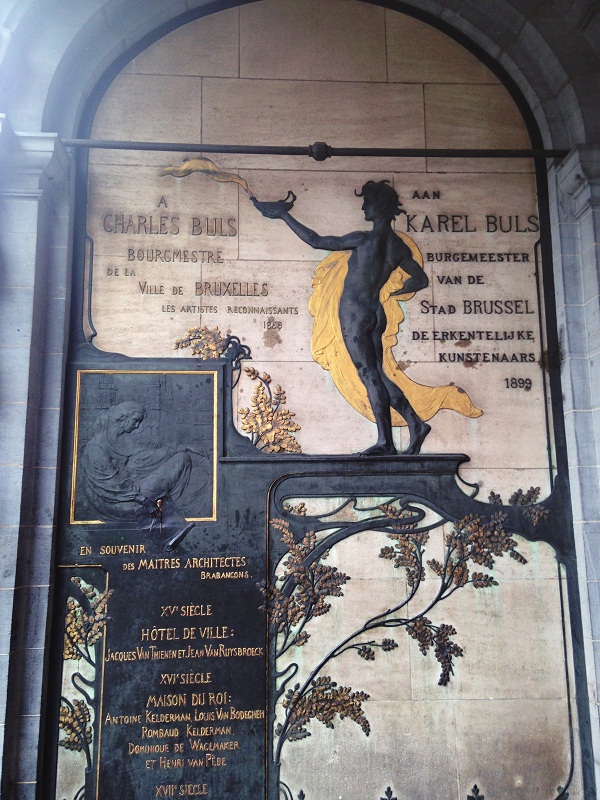 A
CHARLES BULS
BOURGMESTRE
DE LA
VILLE DE BRUXELLES
LES ARTISTES RECONNAISSANTS
AAN
KAREL BULS
BURGEMEESTER
VAN DE
STAD BRUSSEL
DE ERKENTELIJKE
KUNSTENAARS
1899
EN SOUVENIR
DES MAITRES ARCHITECTES
BRABANÇONS
XVE SIÈCLE
HÔTEL DE VILLE:
JACQUES VAN THIENEN ET JEAN VAN RUYSBROECK
XVIE SIÈCLE
MAISON DU ROI:
ANTOINE KELDERMAN, LOUIS VAN BODEGHEM
ROMBAUD KELDERMAN,
DOMINIQUE DE WAGEMAKER
ET HENRI VAN PÈDE
XVIIE SIÈCLE